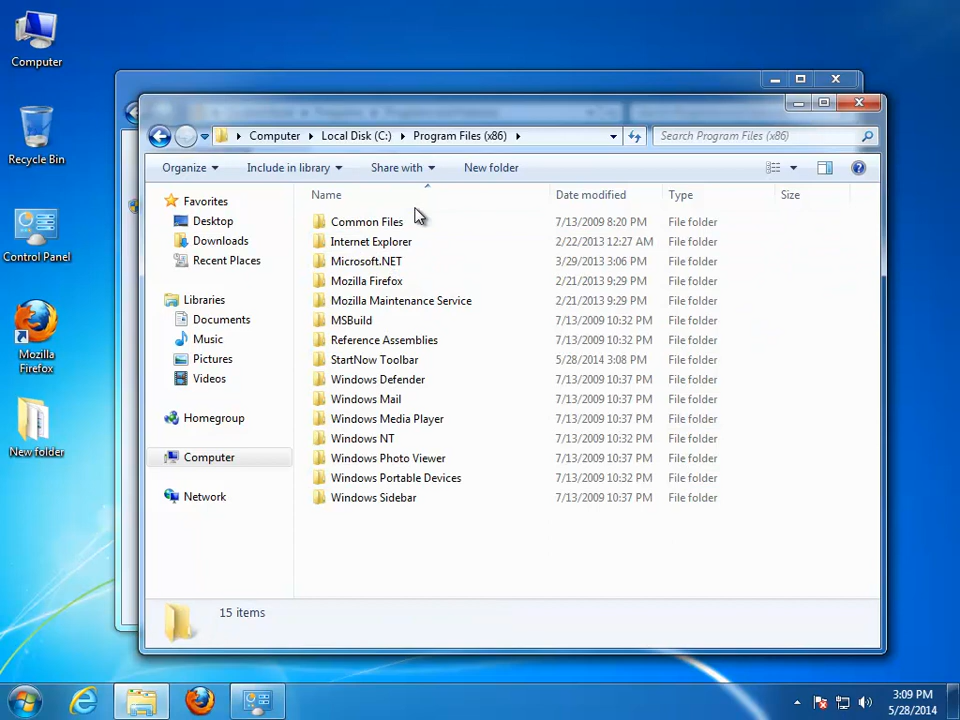 Computer
Recycle Bin
Control Panel
Mozilla
Firefox
New folder
Computer Local Disk (C:) Program Files (x86)
Search Program Files (x86)
Organize Include in library Share with New folder
Favorites
Desktop
Downloads
Recent Places
Libraries
Documents
Music
Pictures
Videos
Homegroup
Computer
Network
Name Date modified Type Size
Common Files 7/13/2009 8:20 PM File folder
Internet Explorer 2/22/2013 12:27 AM File folder
Microsoft.NET 3/29/2013 3:06 PM File folder
Mozilla Firefox 2/21/2013 9:29 PM File folder
Mozilla Maintenance Service 2/21/2013 9:29 PM File folder
MSBuild 7/13/2009 10:32 PM File folder
Reference Assemblies 7/13/2009 10:32 PM File folder
StartNow Toolbar 5/28/2014 3:08 PM File folder
Windows Defender 7/13/2009 10:37 PM File folder
Windows Mail 7/13/2009 10:37 PM File folder
Windows Media Player 7/13/2009 10:37 PM File folder
Windows NT 7/13/2009 10:32 PM File folder
Windows Photo Viewer 7/13/2009 10:37 PM File folder
Windows Portable Devices 7/13/2009 10:32 PM File folder
Windows Sidebar 7/13/2009 10:37 PM File folder
15 items
3:09 PM
5/28/2014